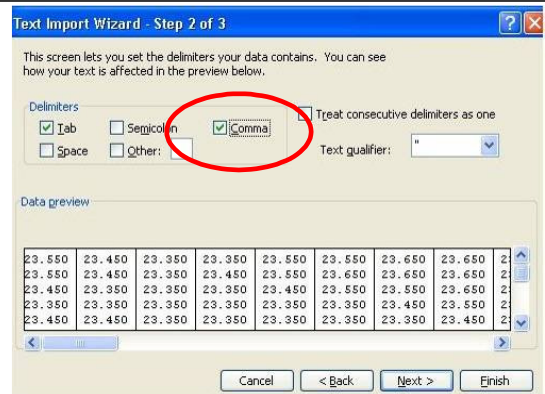 Text Import Wizard - Step 2 of 3
This screen lets you set the delimiters your data contains. You can see
how your text is affected in the preview below.
Delimiters
Tab Semicolon Comma Treat consecutive delimiters as one
Space Other: Text qualifier: "
Data preview
23.550 23.450 23.350 23.350 23.550 23.550 23.650 23.650 2
23.550 23.450 23.350 23.450 23.550 23.650 23.650 23.650 2
23.450 23.350 23.350 23.350 23.450 23.550 23.550 23.650 2
23.350 23.350 23.350 23.350 23.350 23.350 23.450 23.550 2
23.450 23.350 23.350 23.350 23.350 23.350 23.350 23.450 2
Cancel < Back Next > Finish